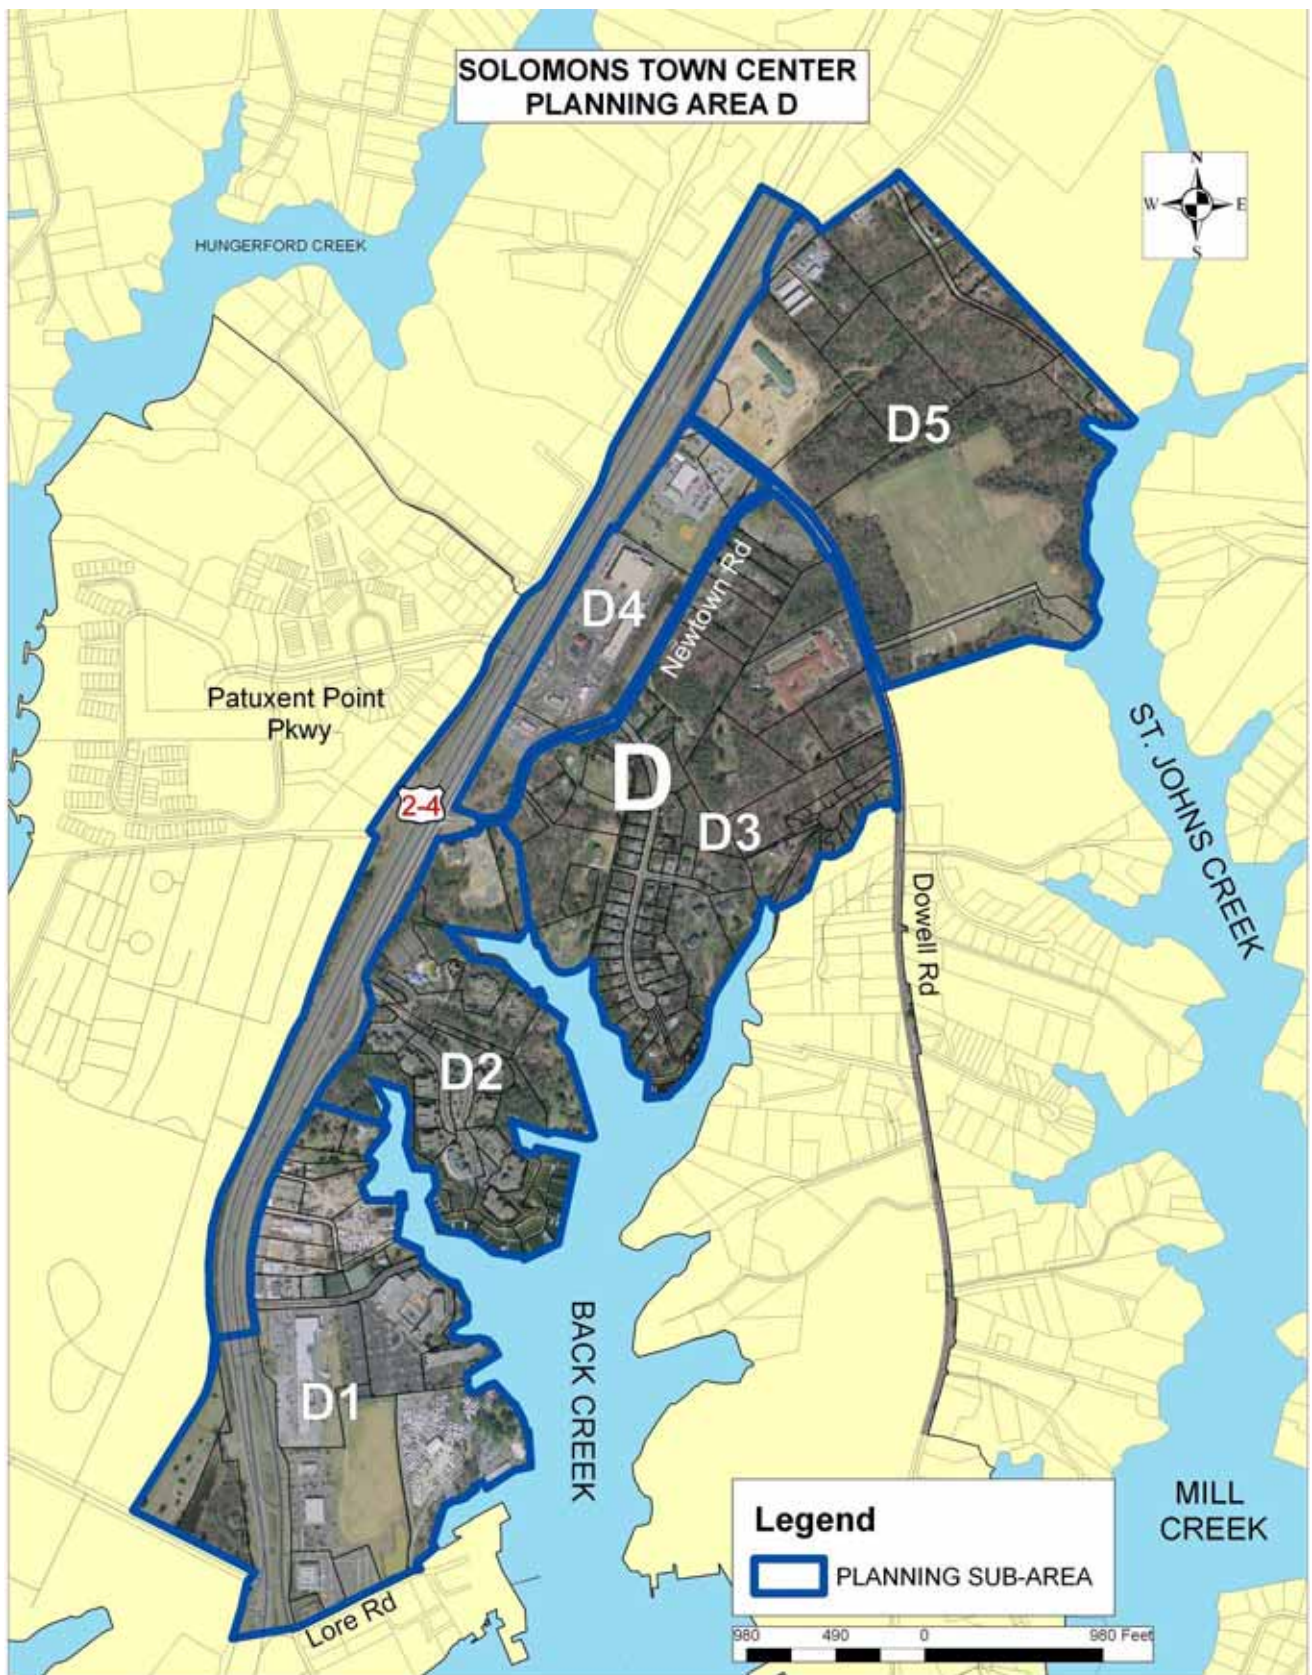 SOLOMONS TOWN CENTER
PLANNING AREA D
N
W
E
S
HUNGERFORD CREEK
D5
D4
Newtown Rd
Patuxent Point
Pkwy
D
2-4
D3
ST. JOHNS CREEK
Dowell Rd
D2
BACK CREEK
D1
MILL
CREEK
Legend
PLANNING SUB-AREA
Lore Rd
980 490 0 980 Feet